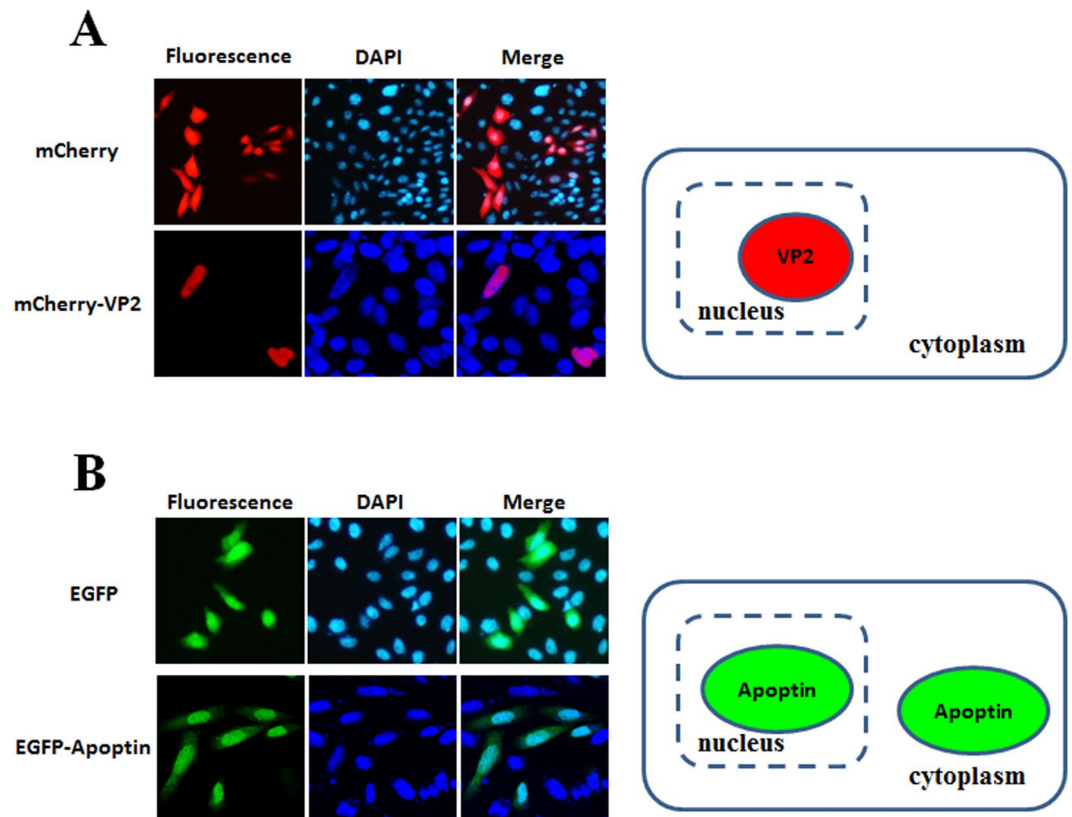 A
Fluorescence DAPI Merge
mCherry
mCherry-VP2
VP2
nucleus
cytoplasm
B
Fluorescence DAPI Merge
EGFP
EGFP-Apoptin
Apoptin
Apoptin
nucleus
cytoplasm